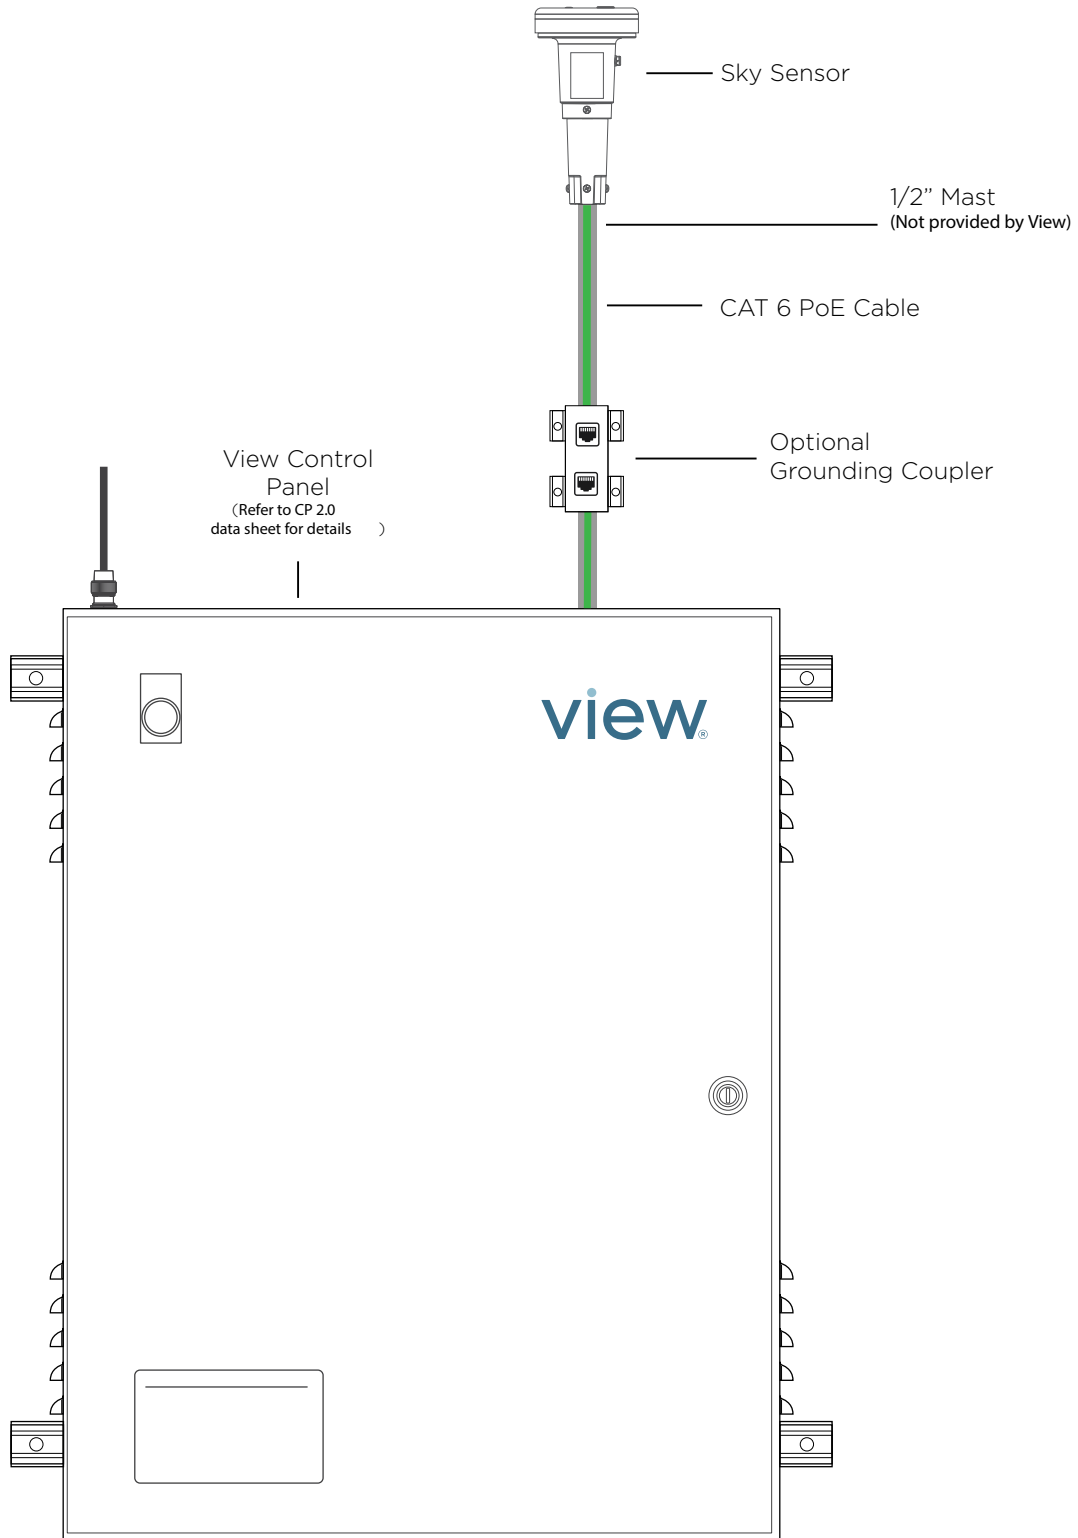 Sky Sensor
1/2” Mast
(Not provided by View)
CAT 6 PoE Cable
Optional
Grounding Coupler
View Control
Panel
(Refer to CP 2.0
data sheet for details )
view®